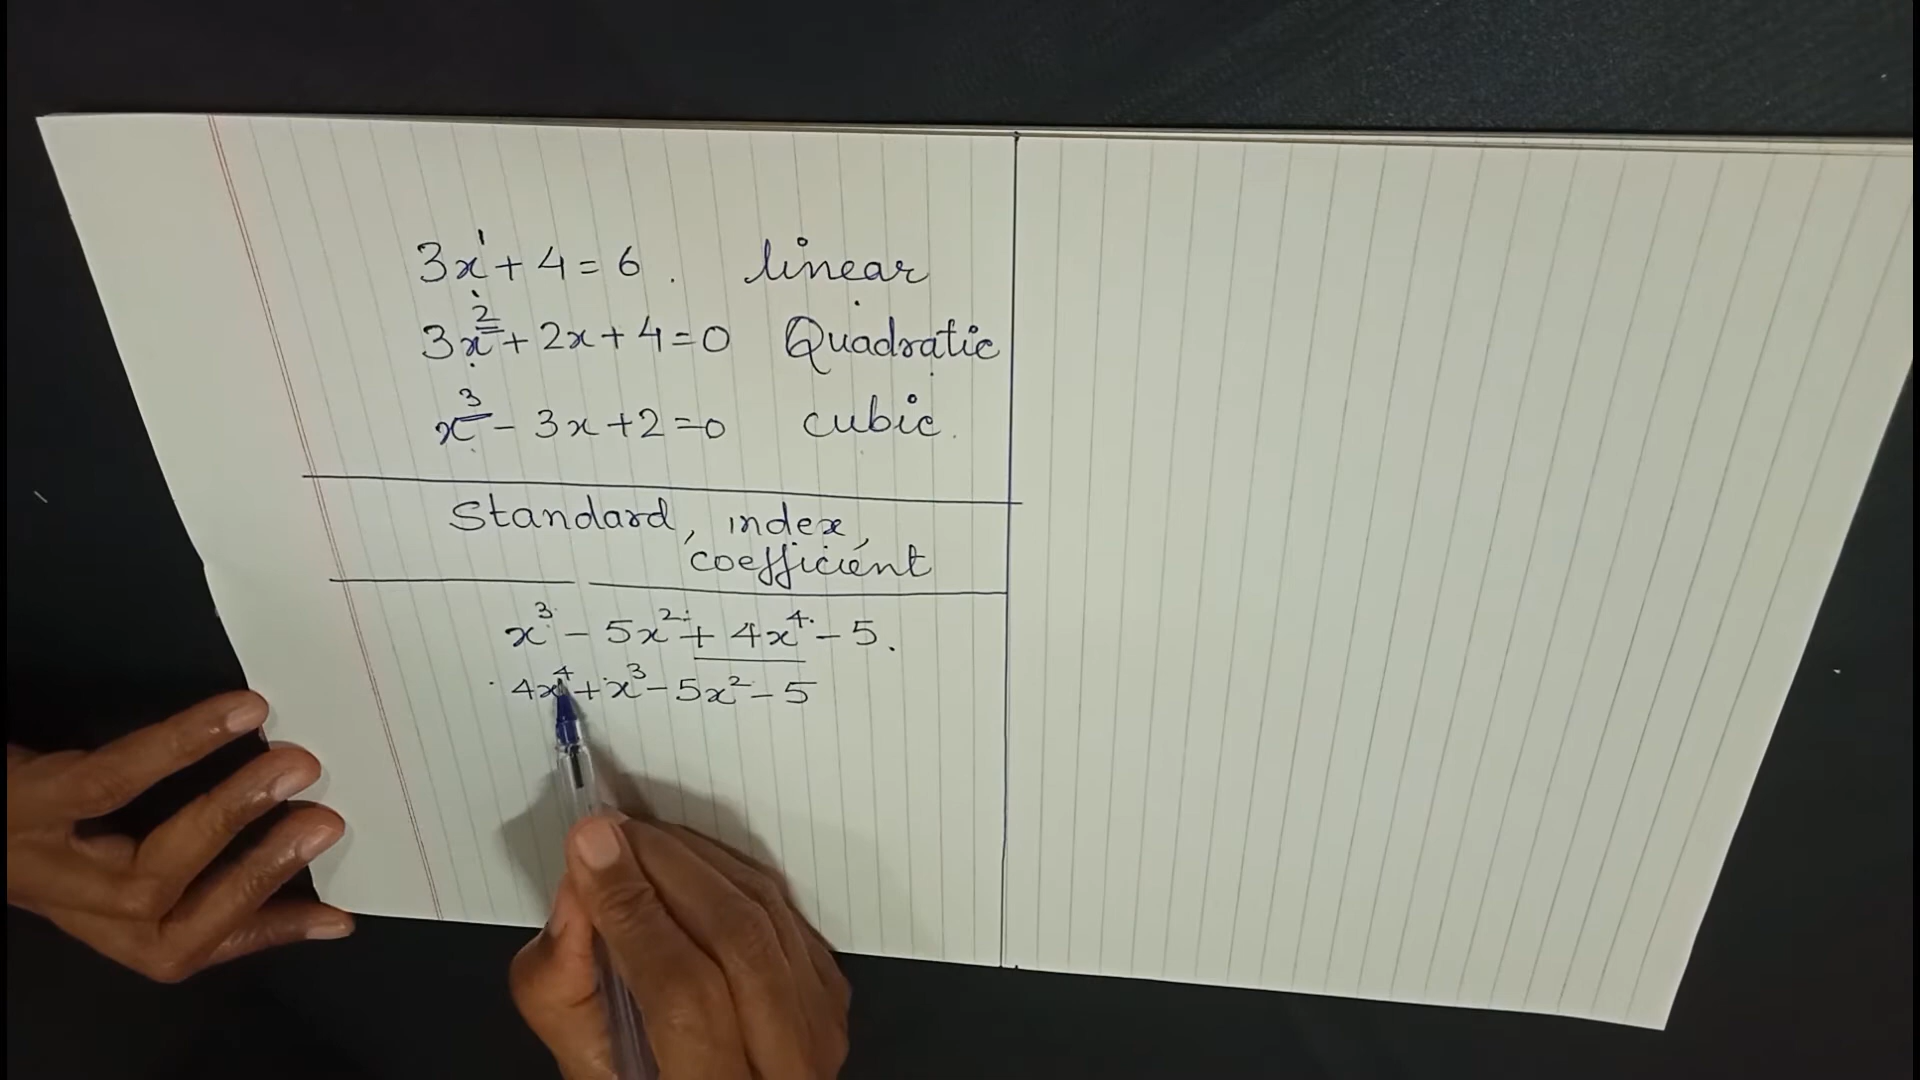 3x¹ + 4 = 6 . linear
3x² + 2x + 4 = 0 Quadratic
x³ - 3x + 2 = 0 cubic.
Standard, index,
coefficient
x³ - 5x² + 4x⁴ - 5.
4x⁴ + x³ - 5x² - 5